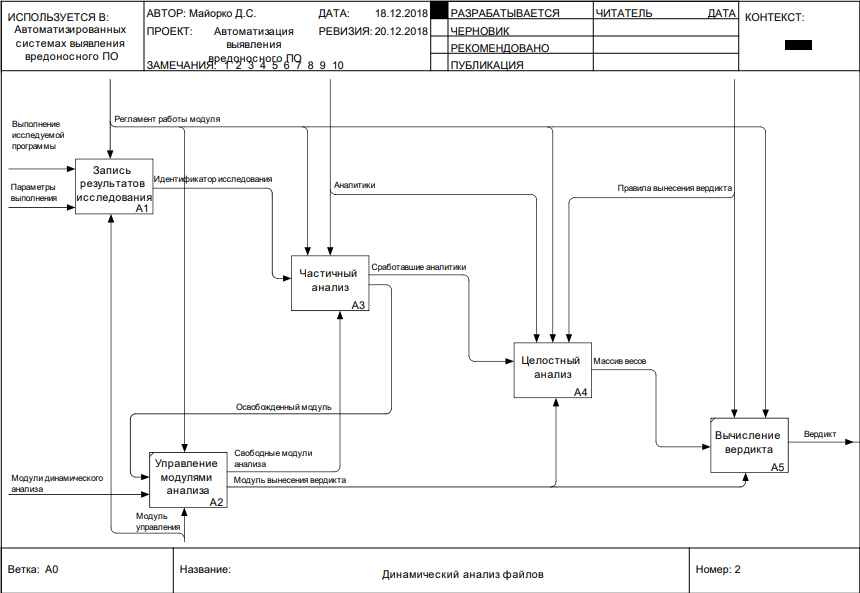 ИСПОЛЬЗУЕТСЯ В:
Автоматизированных
системах выявления
вредоносного ПО
АВТОР: Майорко Д.С.
ДАТА: 18.12.2018
ПРОЕКТ: Автоматизация
выявления
вредоносного ПО
РЕВИЗИЯ: 20.12.2018
ЗАМЕЧАНИЯ: 1 2 3 4 5 6 7 8 9 10
РАЗРАБАТЫВАЕТСЯ
ЧЕРНОВИК
РЕКОМЕНДОВАНО
ПУБЛИКАЦИЯ
ЧИТАТЕЛЬ
ДАТА
КОНТЕКСТ:
Регламент работы модуля
Выполнение
исследуемой
программы
Параметры
выполнения
Запись
результатов
исследования
A1
Идентификатор исследования
Аналитики
Правила вынесения вердикта
Частичный
анализ
A3
Сработавшие аналитики
Целостный
анализ
A4
Массив весов
Освобожденный модуль
Вычисление
вердикта
A5
Вердикт
Управление
модулями
анализа
A2
Свободные модули
анализа
Модуль вынесения вердикта
Модули динамического
анализа
Модуль
управления
Ветка: A0
Название:
Динамический анализ файлов
Номер: 2